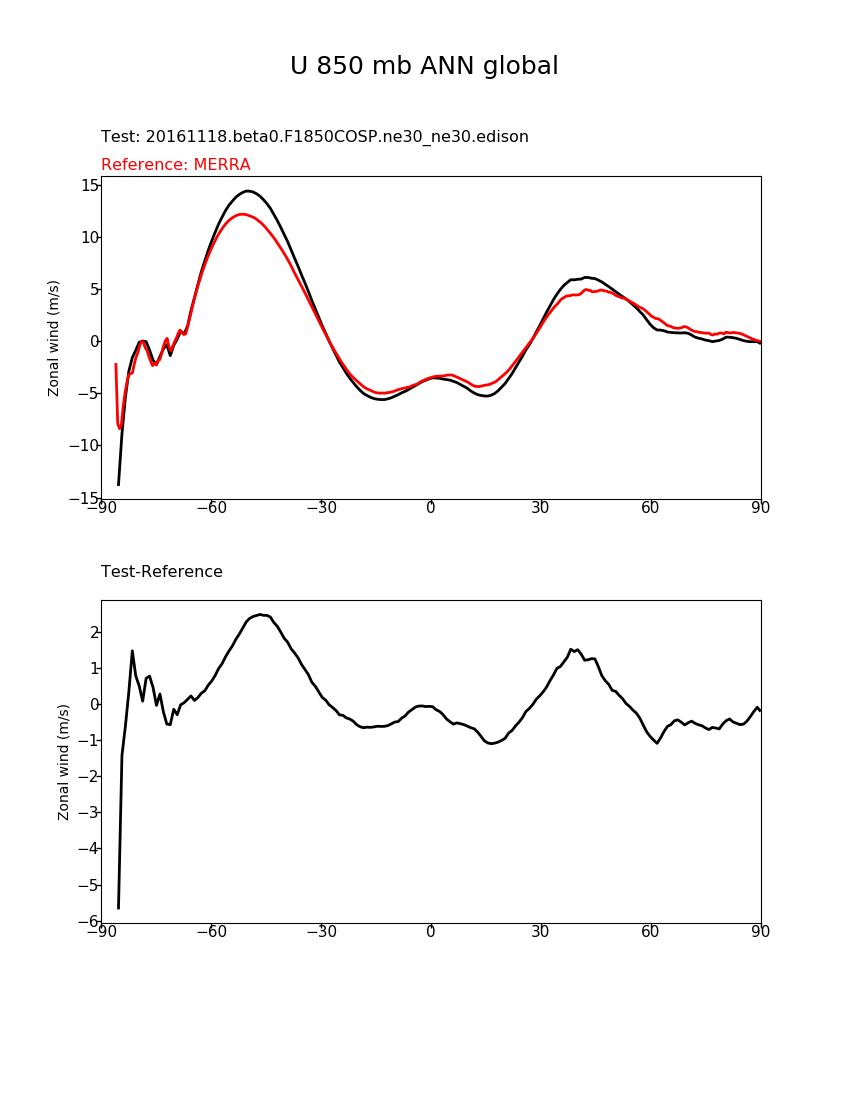 U 850 mb ANN global
Test: 20161118.beta0.F1850COSP.ne30_ne30.edison
Reference: MERRA
15
10
5
0
−5
−10
−15
Zonal wind (m/s)
−90 −60 −30 0 30 60 90
Test-Reference
2
1
0
−1
−2
−3
−4
−5
−6
Zonal wind (m/s)
−90 −60 −30 0 30 60 90